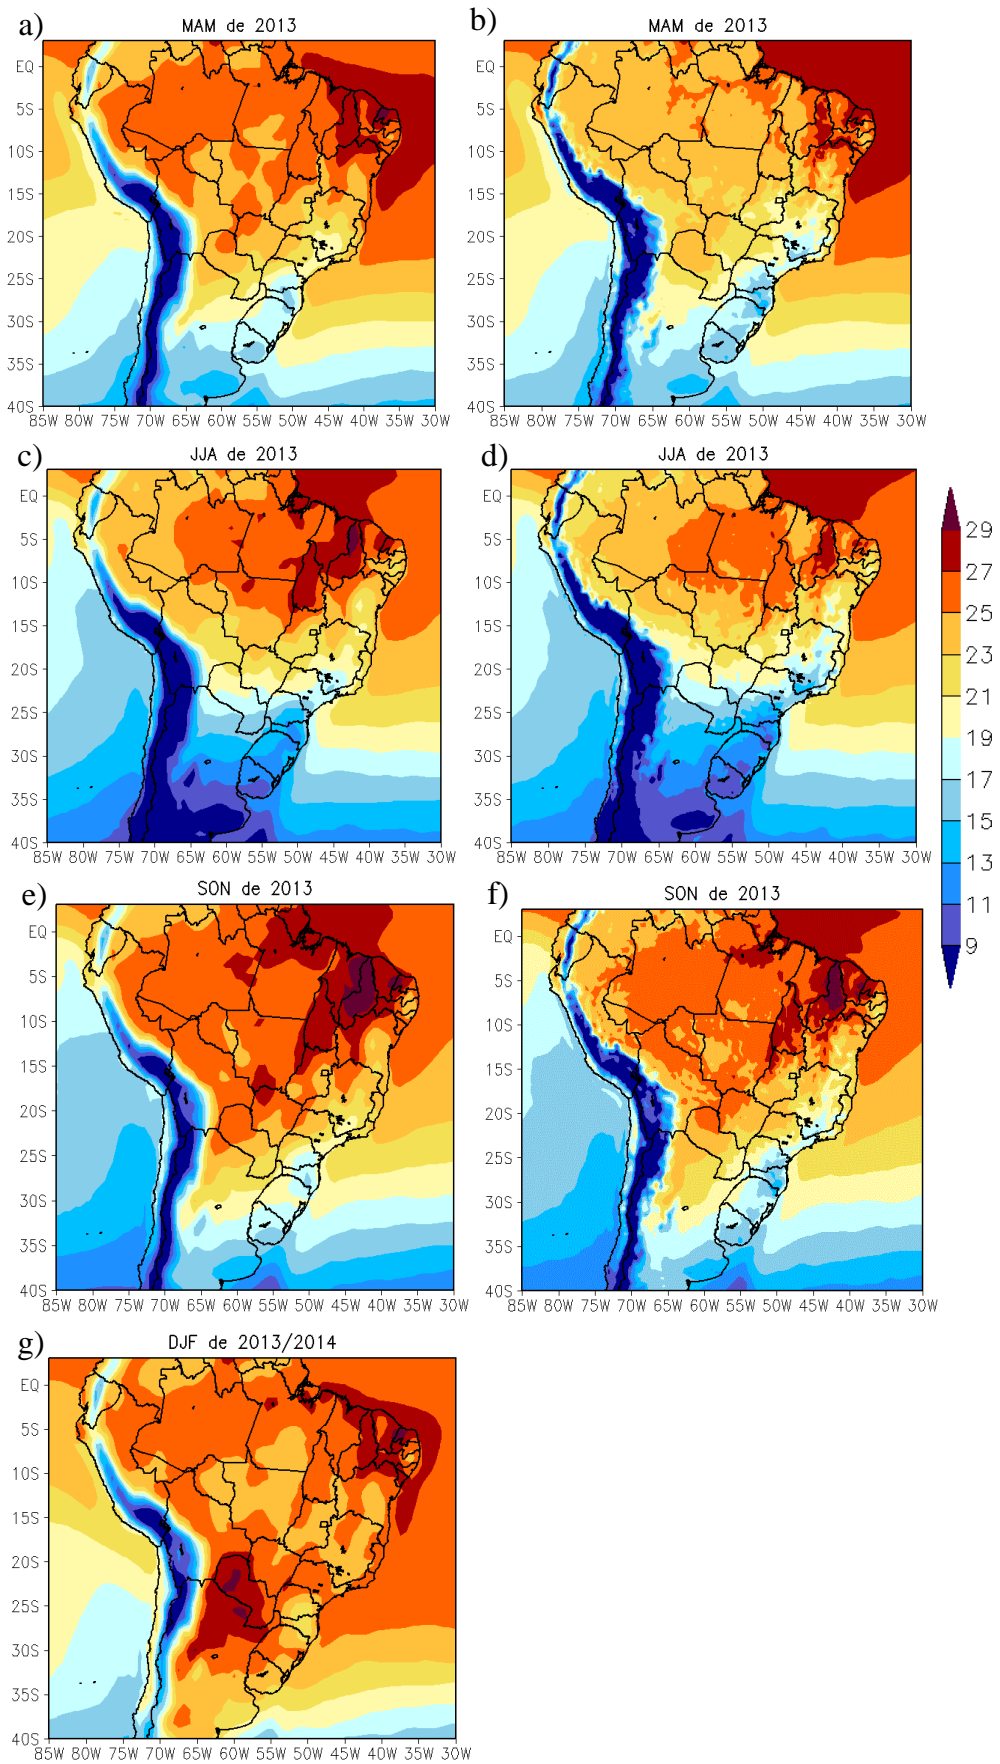 a)
MAM de 2013
EQ
5S
10S
15S
20S
25S
30S
35S
40S
85W 80W 75W 70W 65W 60W 55W 50W 45W 40W 35W 30W
b)
MAM de 2013
EQ
5S
10S
15S
20S
25S
30S
35S
40S
85W 80W 75W 70W 65W 60W 55W 50W 45W 40W 35W 30W
c)
JJA de 2013
EQ
5S
10S
15S
20S
25S
30S
35S
40S
85W 80W 75W 70W 65W 60W 55W 50W 45W 40W 35W 30W
d)
JJA de 2013
EQ
5S
10S
15S
20S
25S
30S
35S
40S
85W 80W 75W 70W 65W 60W 55W 50W 45W 40W 35W 30W
29
27
25
23
21
19
17
15
13
11
9
e)
SON de 2013
EQ
5S
10S
15S
20S
25S
30S
35S
40S
85W 80W 75W 70W 65W 60W 55W 50W 45W 40W 35W 30W
f)
SON de 2013
EQ
5S
10S
15S
20S
25S
30S
35S
40S
85W 80W 75W 70W 65W 60W 55W 50W 45W 40W 35W 30W
g)
DJF de 2013/2014
EQ
5S
10S
15S
20S
25S
30S
35S
40S
85W 80W 75W 70W 65W 60W 55W 50W 45W 40W 35W 30W